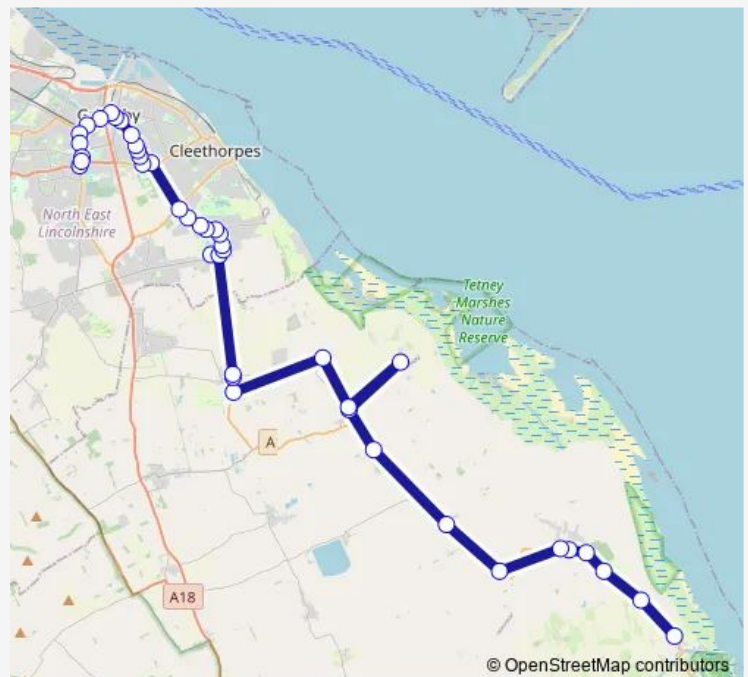 Cleethorpes
North East
Lincolnshire
Tetney
Marshes
Nature
Reserve
A
A18
© OpenStreetMap contributors